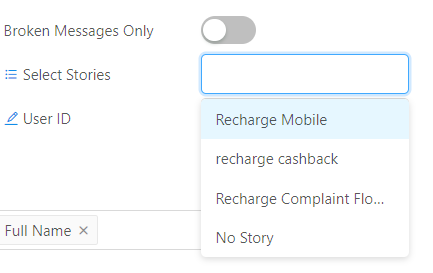 Broken Messages Only
Select Stories
User ID
Recharge Mobile
recharge cashback
Recharge Complaint Flo...
No Story
Full Name ×